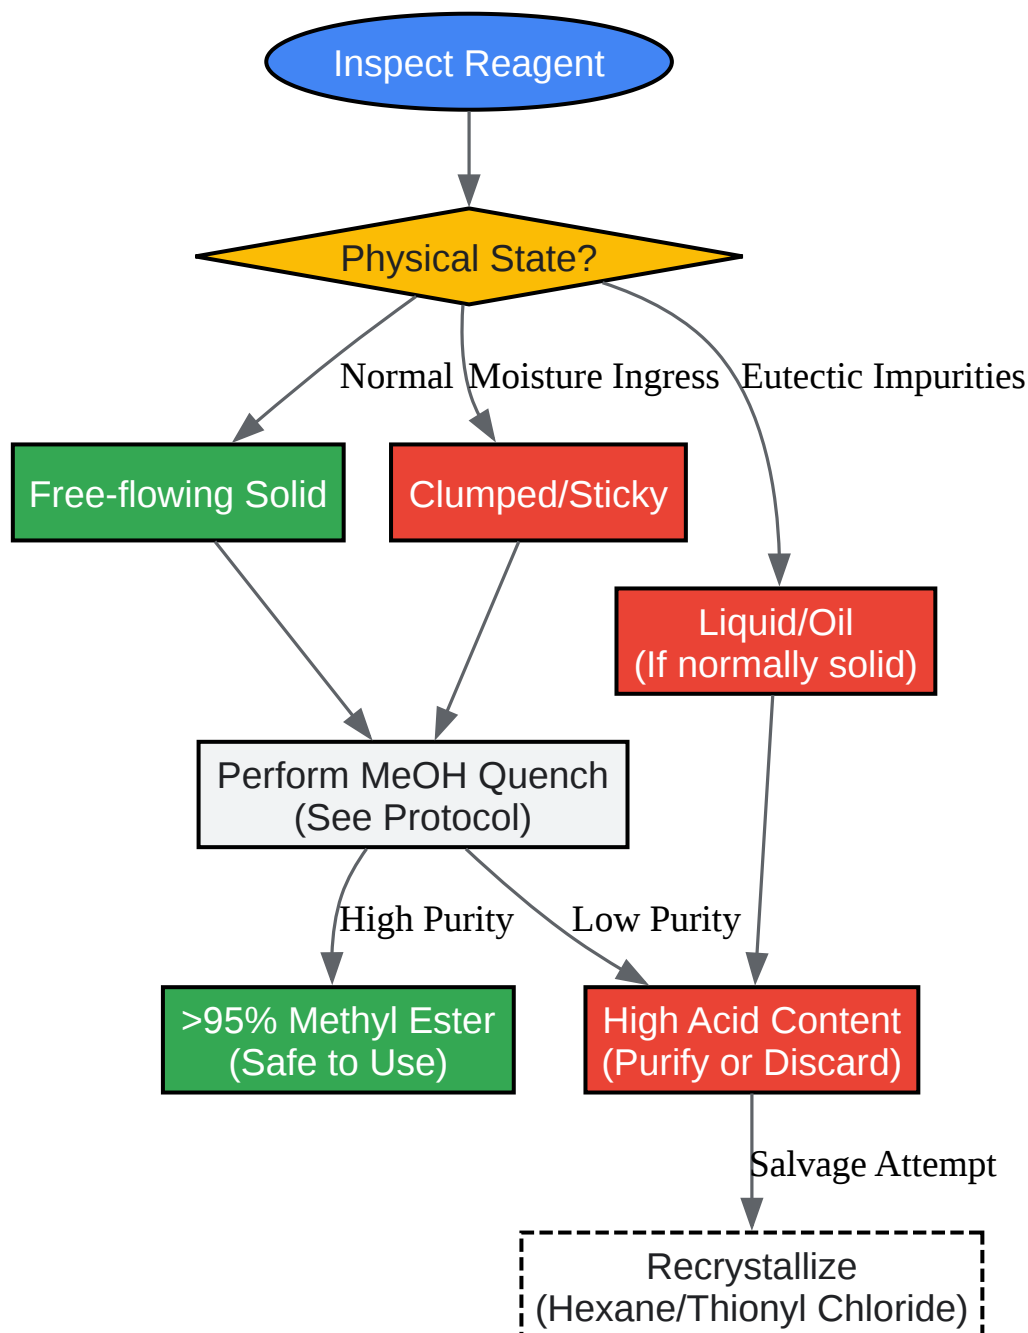 Inspect Reagent
Physical State?
Normal
Moisture Ingress
Eutectic Impurities
Free-flowing Solid
Clumped/Sticky
Liquid/Oil
(If normally solid)
Perform MeOH Quench
(See Protocol)
High Purity
Low Purity
>95% Methyl Ester
(Safe to Use)
High Acid Content
(Purify or Discard)
Salvage Attempt
Recrystallize
(Hexane/Thionyl Chloride)